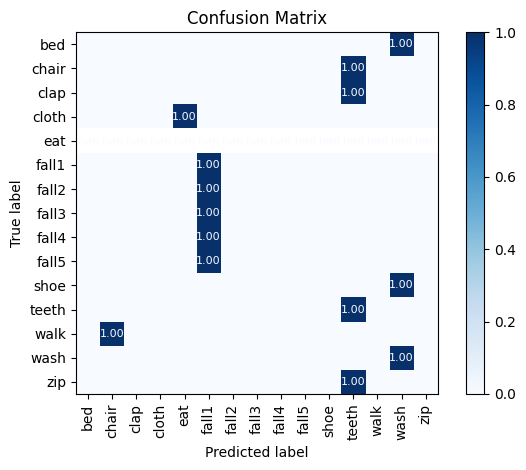 Confusion Matrix
True label
bed 1.00
chair 1.00
clap 1.00
cloth 1.00
eat
fall1 1.00
fall2 1.00
fall3 1.00
fall4 1.00
fall5 1.00
shoe 1.00
teeth 1.00
walk 1.00
wash 1.00
zip 1.00
bed chair clap cloth eat fall1 fall2 fall3 fall4 fall5 shoe teeth walk wash zip
Predicted label
1.0
0.8
0.6
0.4
0.2
0.0